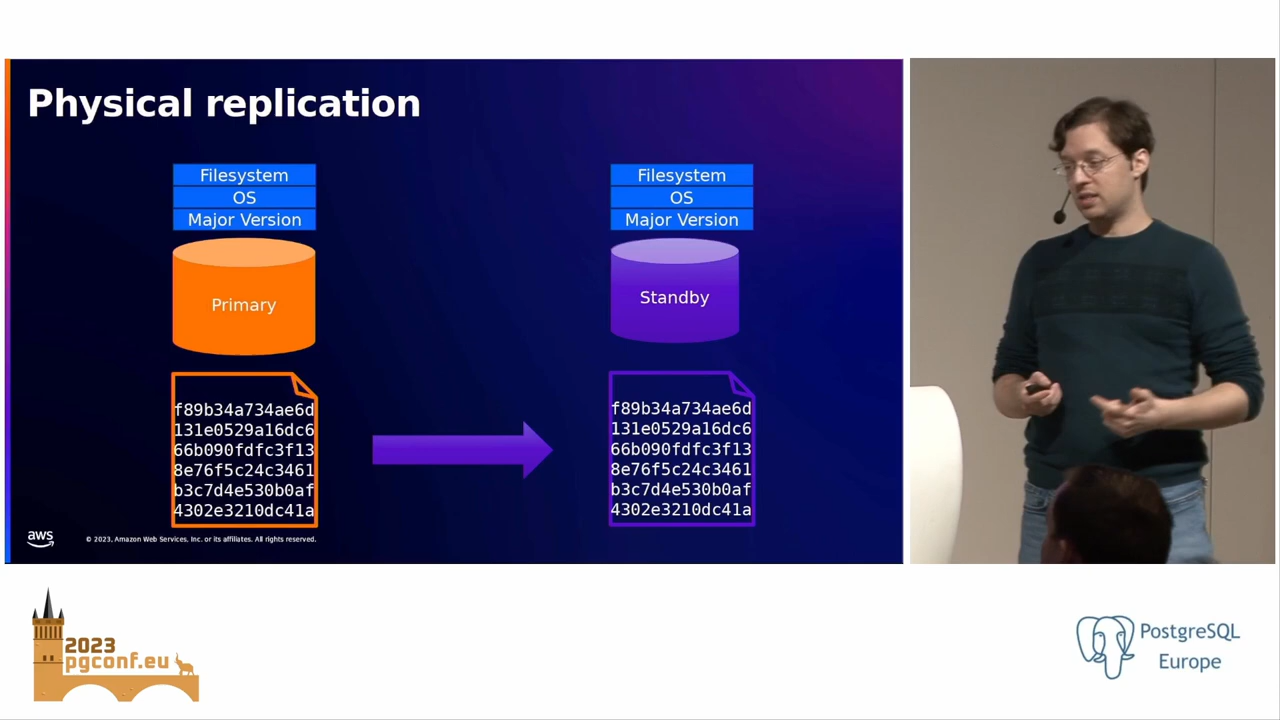 Physical replication
Filesystem
OS
Major Version
Primary
f89b34a734ae6d
131e0529a16dc6
66b090fdfc3f13
8e76f5c24c3461
b3c7d4e530b0af
4302e3210dc41a
Filesystem
OS
Major Version
Standby
f89b34a734ae6d
131e0529a16dc6
66b090fdfc3f13
8e76f5c24c3461
b3c7d4e530b0af
4302e3210dc41a
aws
© 2023, Amazon Web Services, Inc. or its affiliates. All rights reserved.
2023
pgconf.eu
PostgreSQL
Europe